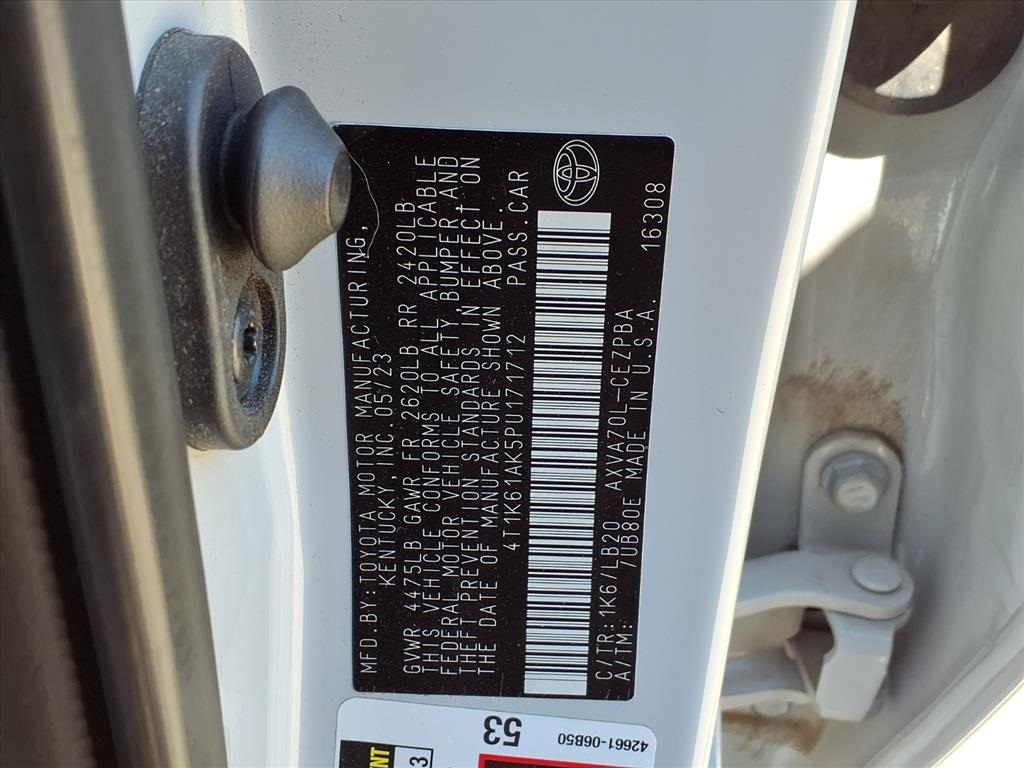 MFD.BY:TOYOTA MOTOR MANUFACTURING,
KENTUCKY, INC. 05/23
GVWR 4475LB GAWR FR 2620LB RR 2420LB
THIS VEHICLE CONFORMS TO ALL APPLICABLE
FEDERAL MOTOR VEHICLE SAFETY, BUMPER, AND
THEFT PREVENTION STANDARDS IN EFFECT ON
THE DATE OF MANUFACTURE SHOWN ABOVE.
4T1K61AK5PU171712 PASS.CAR
C/TR:1K6/LB20 AXVA70L-CEZPBA 16308
A/TM: 7UB80E MADE IN U.S.A.
53
42661-06B50
3